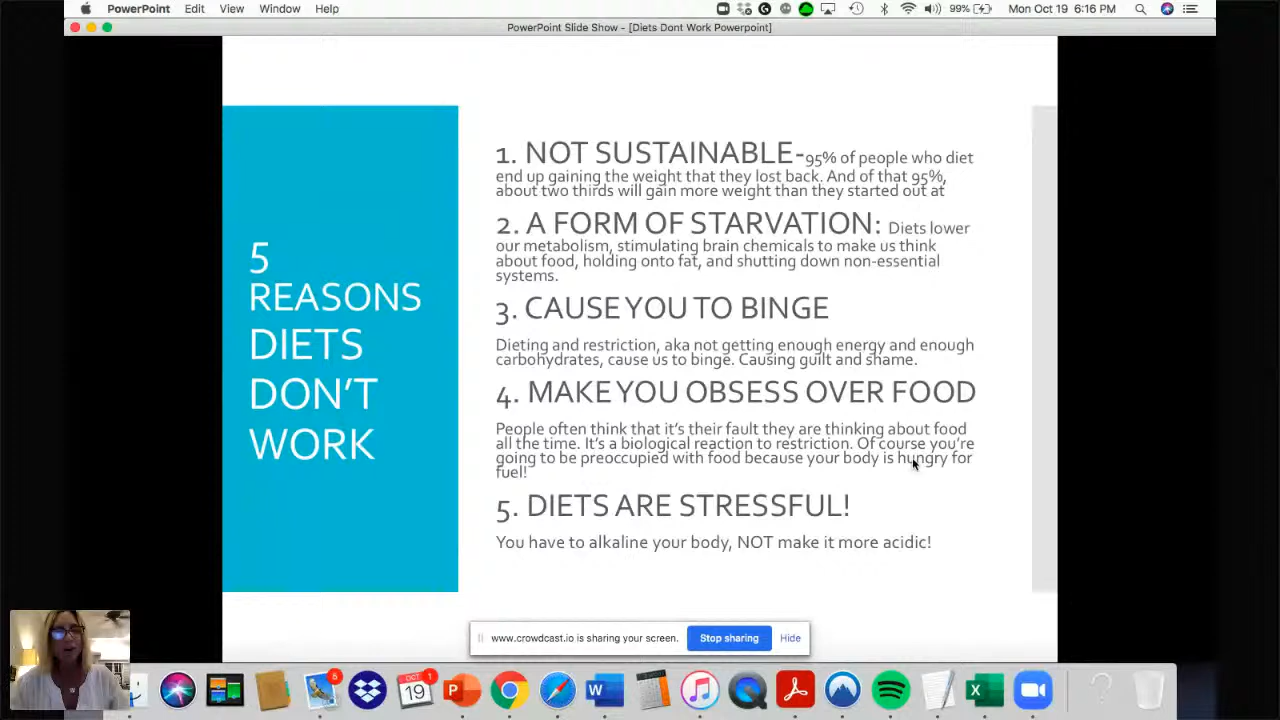 PowerPoint Edit View Window Help 99% Mon Oct 19 6:16 PM
PowerPoint Slide Show - [Diets Dont Work Powerpoint]
5
REASONS
DIETS
DON'T
WORK
1. NOT SUSTAINABLE-95% of people who diet
end up gaining the weight that they lost back. And of that 95%,
about two thirds will gain more weight than they started out at
2. A FORM OF STARVATION: Diets lower
our metabolism, stimulating brain chemicals to make us think
about food, holding onto fat, and shutting down non-essential
systems.
3. CAUSE YOU TO BINGE
Dieting and restriction, aka not getting enough energy and enough
carbohydrates, cause us to binge. Causing guilt and shame.
4. MAKE YOU OBSESS OVER FOOD
People often think that it's their fault they are thinking about food
all the time. It's a biological reaction to restriction. Of course you're
going to be preoccupied with food because your body is hungry for
fuel!
5. DIETS ARE STRESSFUL!
You have to alkaline your body, NOT make it more acidic!
www.crowdcast.io is sharing your screen. Stop sharing Hide
5
OCT 1
19
P
W
X
?